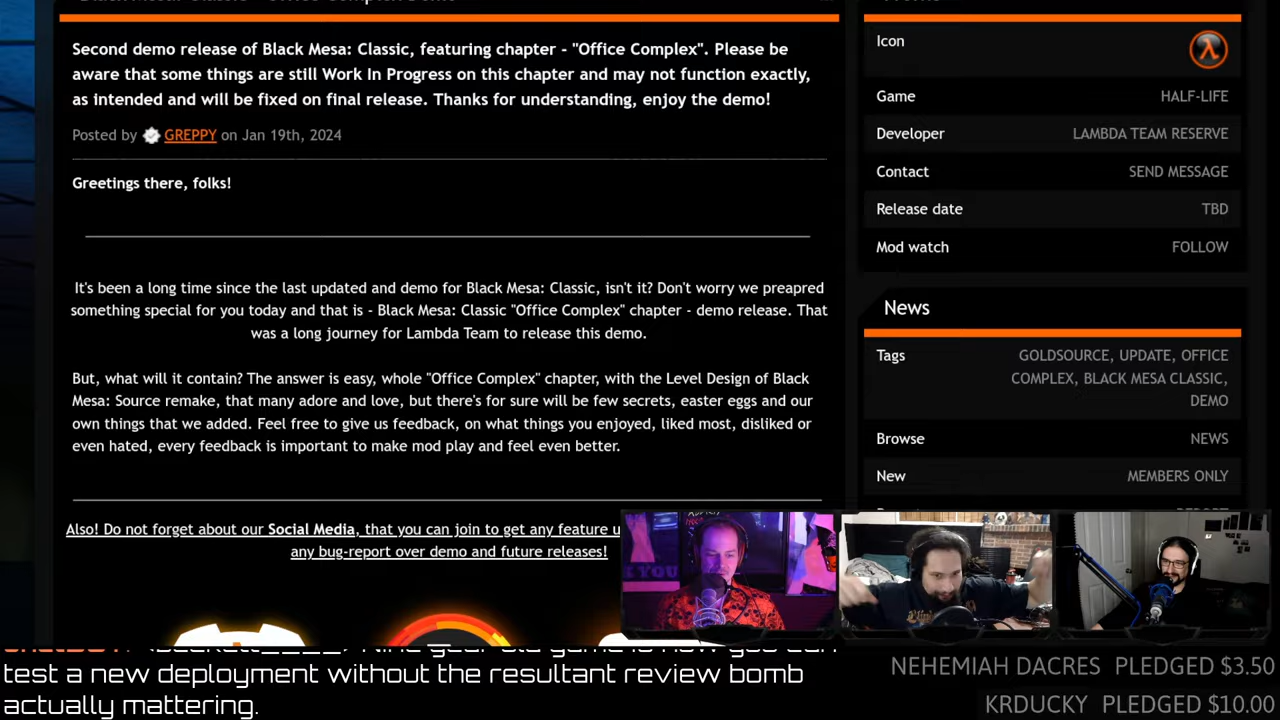 Second demo release of Black Mesa: Classic, featuring chapter - "Office Complex". Please be
aware that some things are still Work In Progress on this chapter and may not function exactly,
as intended and will be fixed on final release. Thanks for understanding, enjoy the demo!
Posted by GREPPY on Jan 19th, 2024
Greetings there, folks!
It's been a long time since the last updated and demo for Black Mesa: Classic, isn't it? Don't worry we preapred
something special for you today and that is - Black Mesa: Classic "Office Complex" chapter - demo release. That
was a long journey for Lambda Team to release this demo.
But, what will it contain? The answer is easy, whole "Office Complex" chapter, with the Level Design of Black
Mesa: Source remake, that many adore and love, but there's for sure will be few secrets, easter eggs and our
own things that we added. Feel free to give us feedback, on what things you enjoyed, liked most, disliked or
even hated, every feedback is important to make mod play and feel even better.
Also! Do not forget about our Social Media, that you can join to get any feature u
any bug-report over demo and future releases!
Icon
Game HALF-LIFE
Developer LAMBDA TEAM RESERVE
Contact SEND MESSAGE
Release date TBD
Mod watch FOLLOW
News
Tags GOLDSOURCE, UPDATE, OFFICE
COMPLEX, BLACK MESA CLASSIC,
DEMO
Browse NEWS
New MEMBERS ONLY
test a new deployment without the resultant review bomb
actually mattering.
NEHEMIAH DACRES PLEDGED $3.50
KRDUCKY PLEDGED $10.00